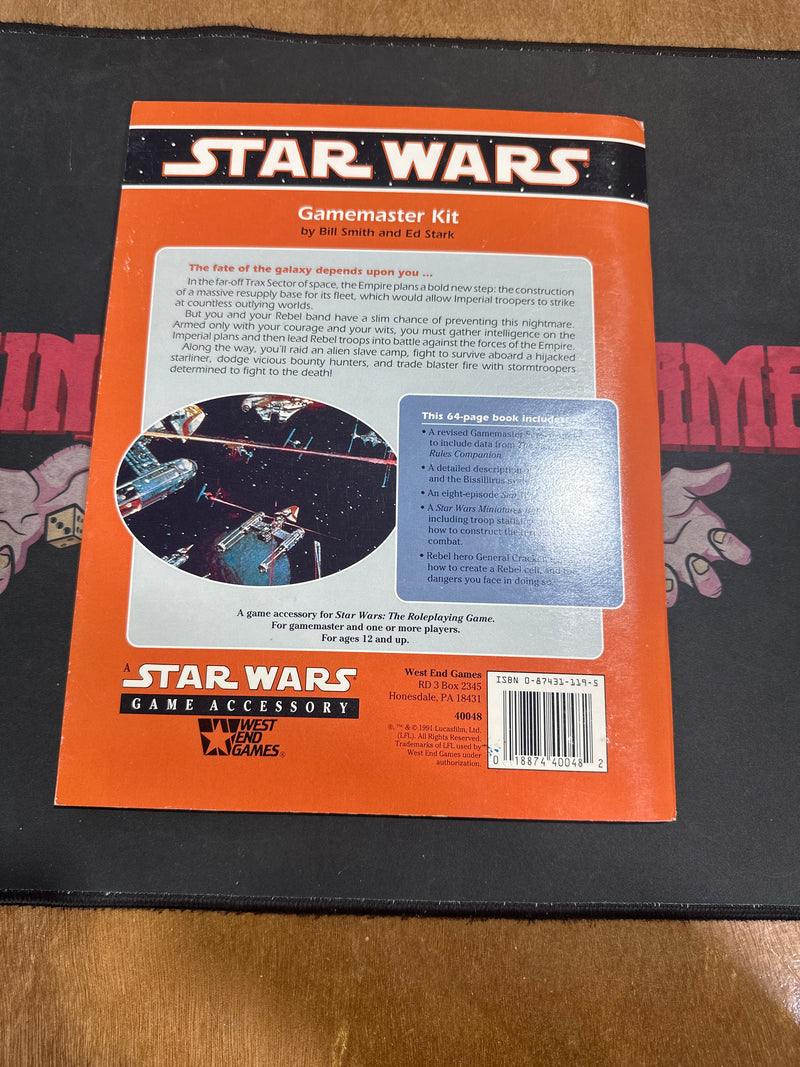 STAR WARS
Gamemaster Kit
by Bill Smith and Ed Stark
The fate of the galaxy depends upon you ...
In the far-off Trax Sector of space, the Empire plans a bold new step: the construction
of a massive resupply base for its fleet, which would allow Imperial troopers to strike
at countless outlying worlds.
But you and your Rebel band have a slim chance of preventing this nightmare.
Armed only with your courage and your wits, you must gather intelligence on the
Imperial plans and then lead Rebel troops into battle against the forces of the Empire.
Along the way, you'll raid an alien slave camp, fight to survive aboard a hijacked
starliner, dodge vicious bounty hunters, and trade blaster fire with stormtroopers
determined to fight to the death!
This 64-page book includes:
• A revised Gamemaster
to include data from The
Rules Companion.
• A detailed description
and the Bissillirus
• An eight-episode Star
• A Star Wars Miniatures
including troop
how to construct the
combat.
• Rebel hero General Cracken
how to create a Rebel cell, and the
dangers you face in doing so.
A game accessory for Star Wars: The Roleplaying Game.
For gamemaster and one or more players.
For ages 12 and up.
A STAR WARS
GAME ACCESSORY
WEST
END
GAMES®
West End Games
RD 3 Box 2345
Honesdale, PA 18431
40048
®, ™ & © 1991 Lucasfilm, Ltd.
(LFL). All Rights Reserved.
Trademarks of LFL used by
West End Games under
authorization.
ISBN 0-87431-119-5
0 18874 40048 2